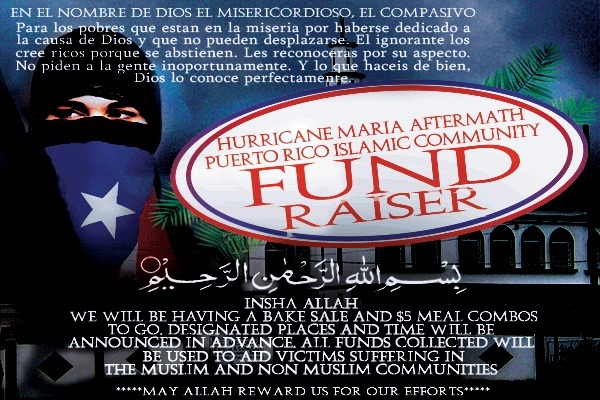 EN EL NOMBRE DE DIOS EL MISERICORDIOSO, EL COMPASIVO
Para los pobres que estan en la miseria por haberse dedicado a
la causa de Dios y que no pueden desplazarse. El ignorante los
cree ricos porque se abstienen. Les reconoceras por su aspecto.
No piden a la gente inoportunamente. Y lo que haceis de bien,
Dios lo conoce perfectamente.
HURRICANE MARIA AFTERMATH
PUERTO RICO ISLAMIC COMMUNITY
FUND
RAISER
بِسْمِ اللَّهِ الرَّحْمٰنِ الرَّحِيْمِ
INSHA ALLAH
WE WILL BE HAVING A BAKE SALE AND $5 MEAL COMBOS
TO GO. DESIGNATED PLACES AND TIME WILL BE
ANNOUNCED IN ADVANCE. ALL FUNDS COLLECTED WILL
BE USED TO AID VICTIMS SUFFERING IN
THE MUSLIM AND NON MUSLIM COMMUNITIES
*****MAY ALLAH REWARD US FOR OUR EFFORTS*****